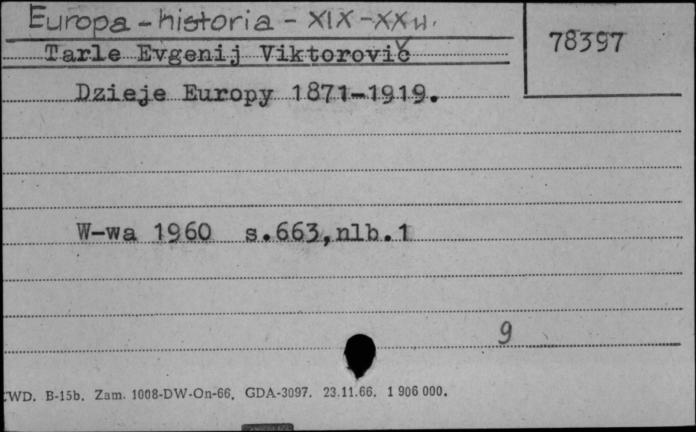 Europa - historia - XIX-XX w.
78397
Tarle Evgenij Viktorovič
Dzieje Europy 1871-1919.
W-wa 1960 s.663,nlb.1
9
WD. B-15b. Zam. 1008-DW-On-66. GDA-3097. 23.11.66. 1 906 000.